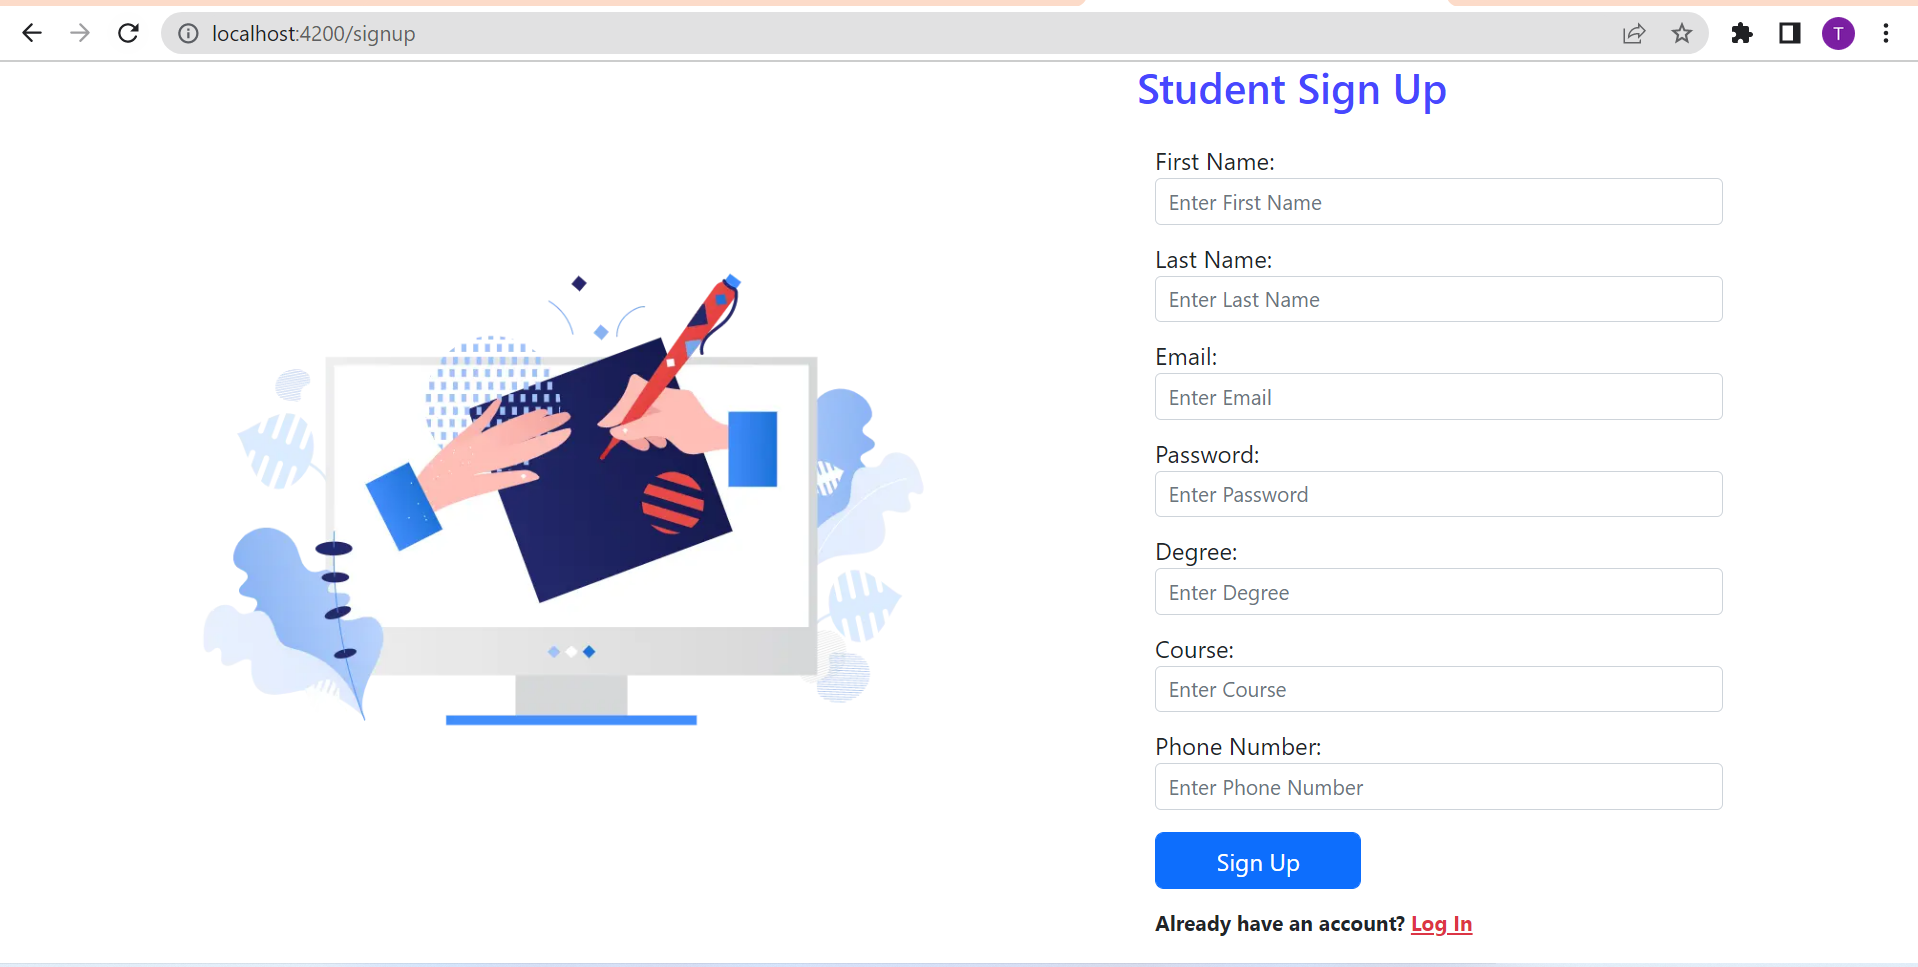 localhost:4200/signup
T
Student Sign Up
First Name:
Enter First Name
Last Name:
Enter Last Name
Email:
Enter Email
Password:
Enter Password
Degree:
Enter Degree
Course:
Enter Course
Phone Number:
Enter Phone Number
Sign Up
Already have an account? Log In